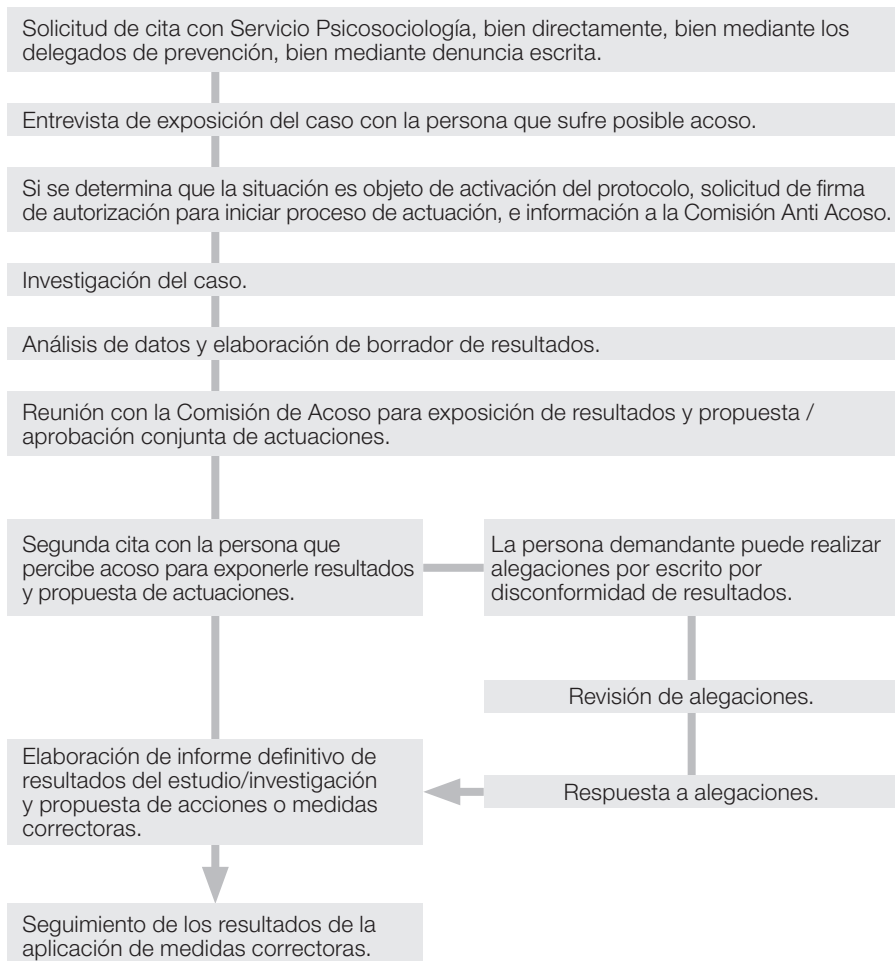 Solicitud de cita con Servicio Psicosociología, bien directamente, bien mediante los
delegados de prevención, bien mediante denuncia escrita.
Entrevista de exposición del caso con la persona que sufre posible acoso.
Si se determina que la situación es objeto de activación del protocolo, solicitud de firma
de autorización para iniciar proceso de actuación, e información a la Comisión Anti Acoso.
Investigación del caso.
Análisis de datos y elaboración de borrador de resultados.
Reunión con la Comisión de Acoso para exposición de resultados y propuesta /
aprobación conjunta de actuaciones.
Segunda cita con la persona que
percibe acoso para exponerle resultados
y propuesta de actuaciones.
La persona demandante puede realizar
alegaciones por escrito por
disconformidad de resultados.
Revisión de alegaciones.
Elaboración de informe definitivo de
resultados del estudio/investigación
y propuesta de acciones o medidas
correctoras.
Respuesta a alegaciones.
Seguimiento de los resultados de la
aplicación de medidas correctoras.